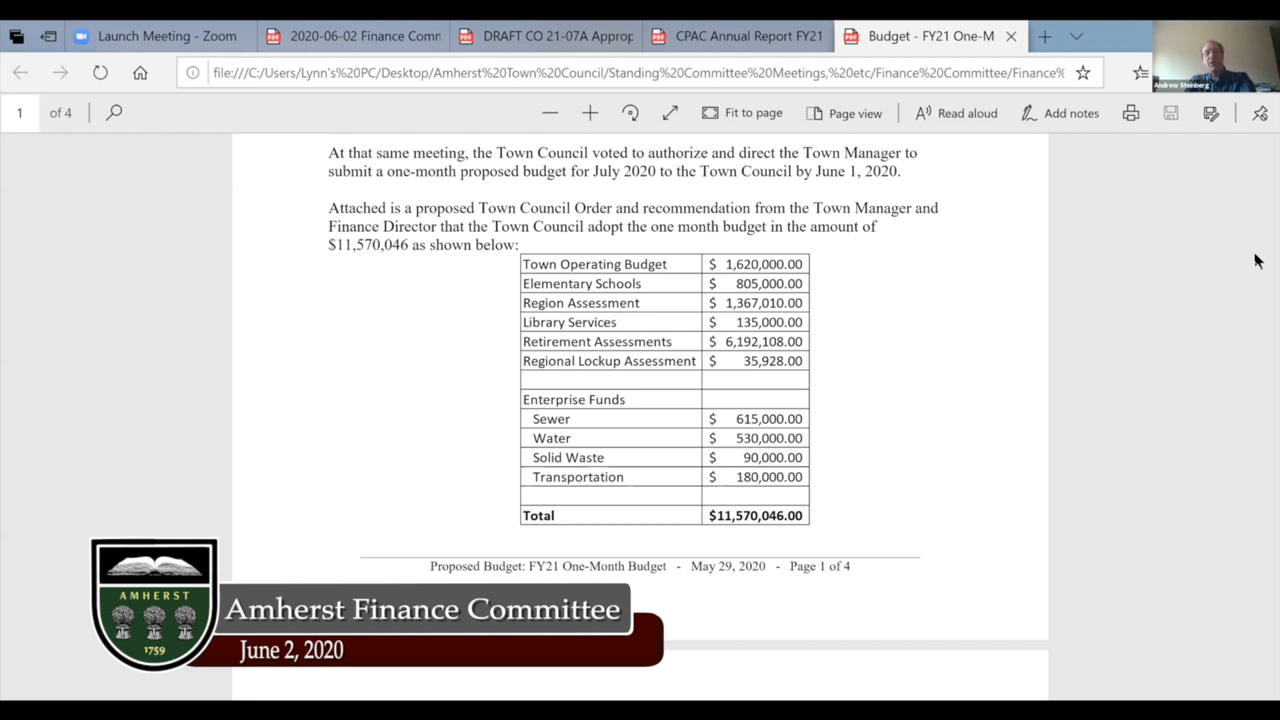 Launch Meeting - Zoom
2020-06-02 Finance Comm
DRAFT CO 21-07A Approp
CPAC Annual Report FY21
Budget - FY21 One-M
Andrew Steinberg
file:///C:/Users/Lynn's%20PC/Desktop/Amherst%20Town%20Council/Standing%20Committee%20Meetings,%20etc/Finance%20Committee/Finance%
1 of 4
Fit to page
Page view
Read aloud
Add notes
At that same meeting, the Town Council voted to authorize and direct the Town Manager to
submit a one-month proposed budget for July 2020 to the Town Council by June 1, 2020.
Attached is a proposed Town Council Order and recommendation from the Town Manager and
Finance Director that the Town Council adopt the one month budget in the amount of
$11,570,046 as shown below:
Town Operating Budget $ 1,620,000.00
Elementary Schools $ 805,000.00
Region Assessment $ 1,367,010.00
Library Services $ 135,000.00
Retirement Assessments $ 6,192,108.00
Regional Lockup Assessment $ 35,928.00
Enterprise Funds
Sewer $ 615,000.00
Water $ 530,000.00
Solid Waste $ 90,000.00
Transportation $ 180,000.00
Total $11,570,046.00
Proposed Budget: FY21 One-Month Budget - May 29, 2020 - Page 1 of 4
AMHERST
1759
Amherst Finance Committee
June 2, 2020